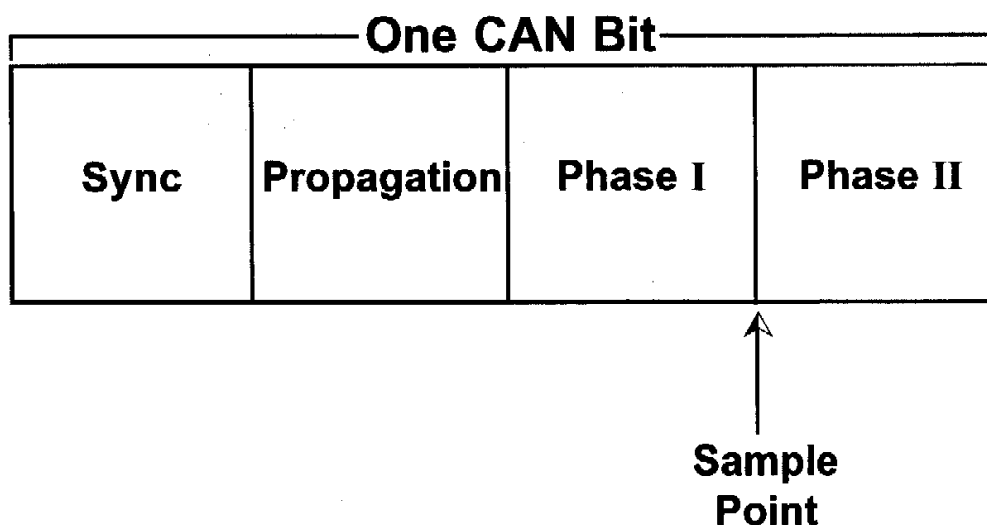 One CAN Bit
Sync
Propagation
Phase I
Phase II
Sample
Point